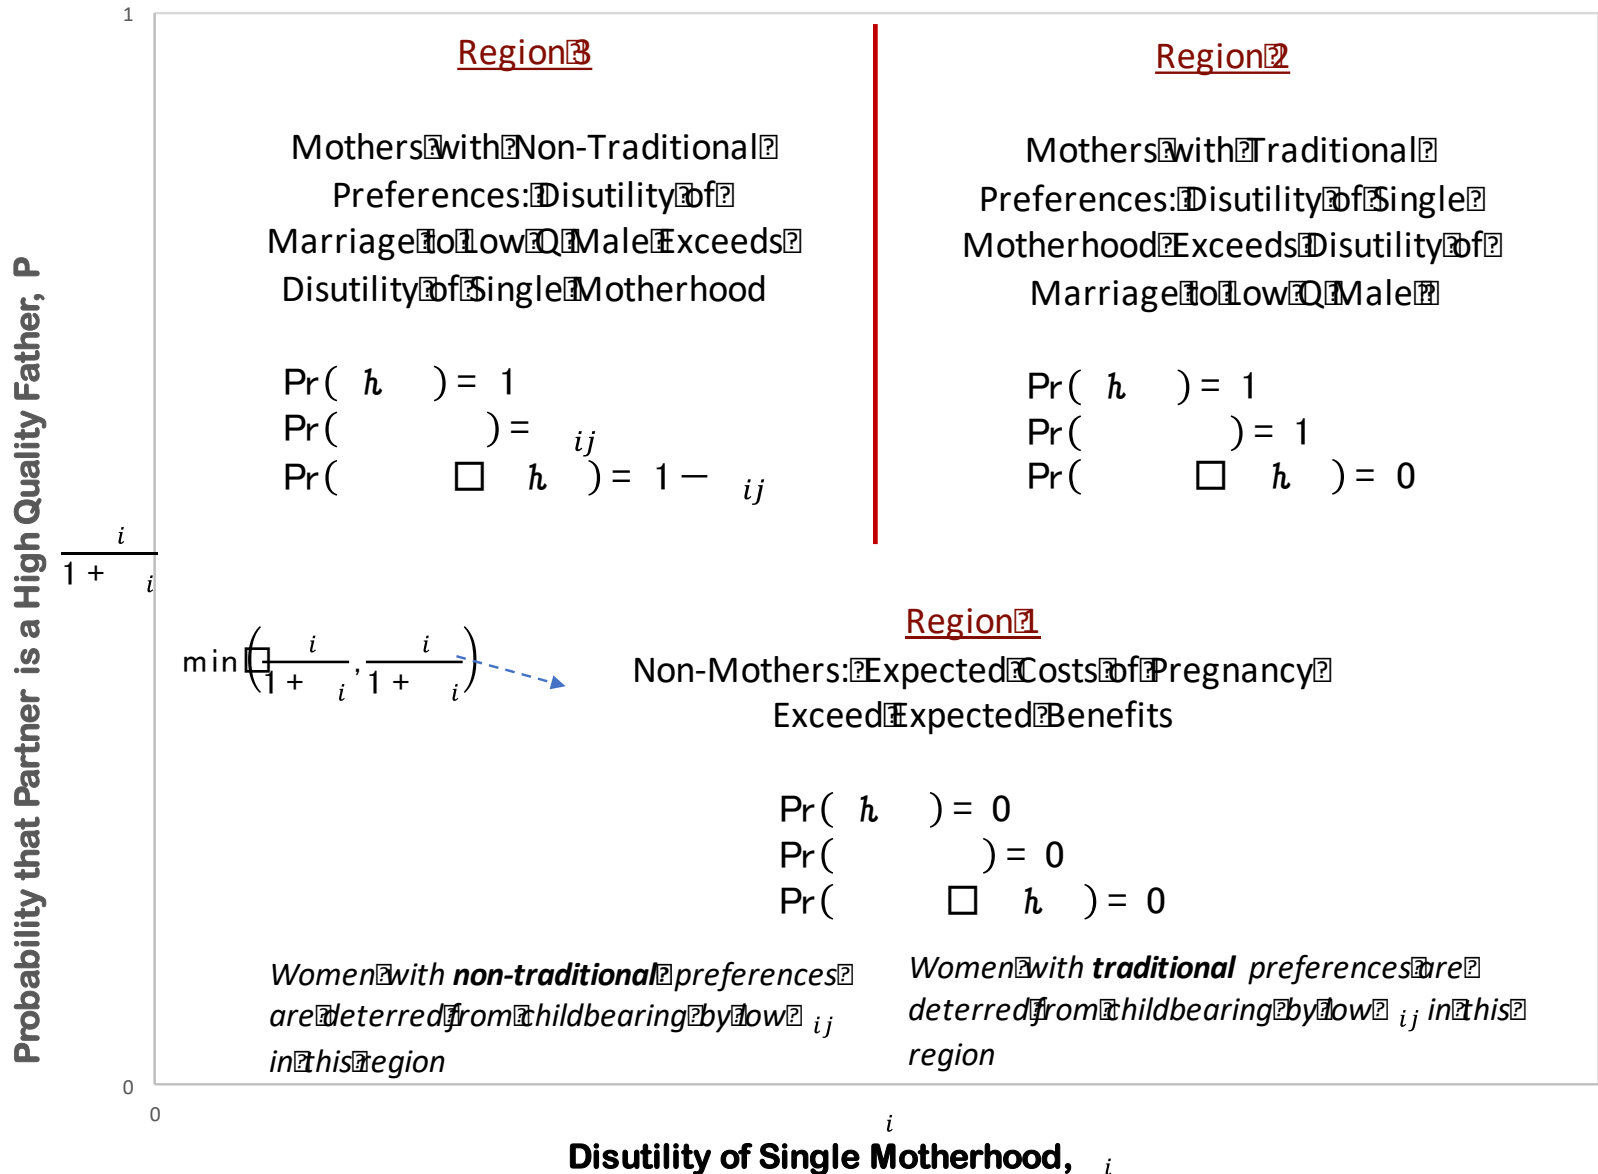 1
Region 3
Region 2
Mothers with Non-Traditional
Preferences: Disutility of
Marriage to Low Q Male Exceeds
Disutility of Single Motherhood
Mothers with Traditional
Preferences: Disutility of Single
Motherhood Exceeds Disutility of
Marriage to Low Q Male
Pr( h ) = 1
Pr( ) = ij
Pr( □ h ) = 1 − ij
Pr( h ) = 1
Pr( ) = 1
Pr( □ h ) = 0
Probability that Partner is a High Quality Father, P
i
1 + i
min □( i / 1 + i , i / 1 + i )
Region 1
Non-Mothers: Expected Costs of Pregnancy
Exceed Expected Benefits
Pr( h ) = 0
Pr( ) = 0
Pr( □ h ) = 0
Women with non-traditional preferences
are deterred from childbearing by low ij
in this region
Women with traditional preferences are
deterred from childbearing by low ij in this
region
0
0
i
Disutility of Single Motherhood, i